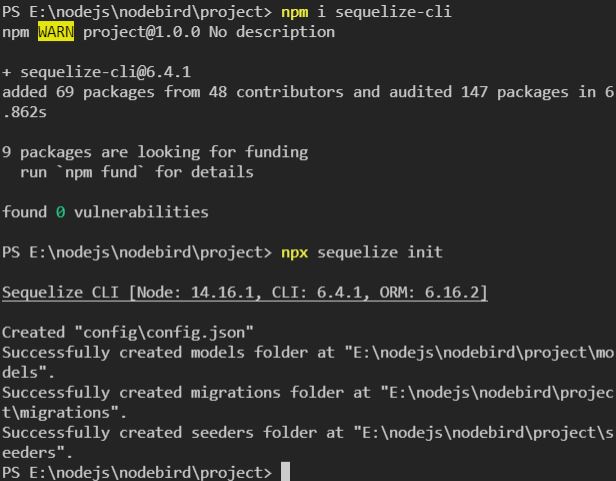 PS E:\nodejs\nodebird\project> npm i sequelize-cli
npm WARN project@1.0.0 No description
+ sequelize-cli@6.4.1
added 69 packages from 48 contributors and audited 147 packages in 6
.862s
9 packages are looking for funding
  run `npm fund` for details
found 0 vulnerabilities
PS E:\nodejs\nodebird\project> npx sequelize init
Sequelize CLI [Node: 14.16.1, CLI: 6.4.1, ORM: 6.16.2]
Created "config\config.json"
Successfully created models folder at "E:\nodejs\nodebird\project\mo
dels".
Successfully created migrations folder at "E:\nodejs\nodebird\projec
t\migrations".
Successfully created seeders folder at "E:\nodejs\nodebird\project\s
eeders".
PS E:\nodejs\nodebird\project>